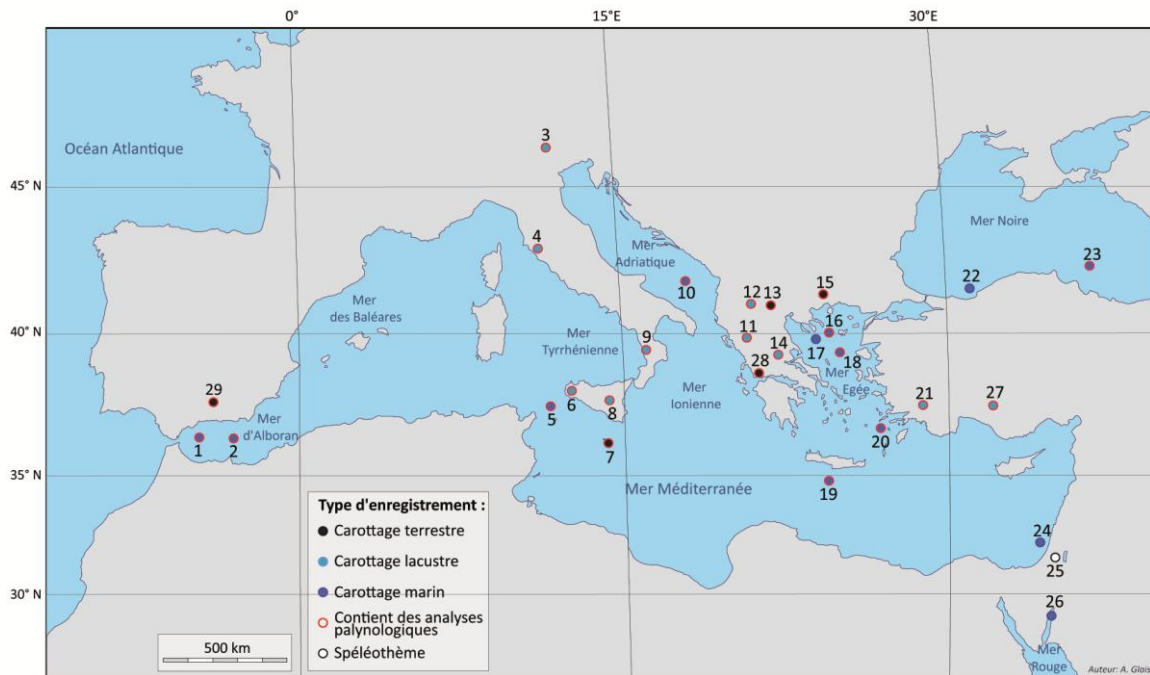 0°
15°E
30°E
Océan Atlantique
45° N
40° N
35° N
30° N
3
4
Mer
Adriatique
10
Mer Noire
23
22
Mer
des Baléares
12
13
15
16
11
14
17
18
28
Mer
Egée
Mer
Tyrrhénienne
9
Mer
Ionienne
29
Mer
d'Alboran
1
2
5
6
8
7
21
27
20
19
Mer Méditerranée
24
25
26
Mer
Rouge
Type d'enregistrement :
Carottage terrestre
Carottage lacustre
Carottage marin
Contient des analyses
palynologiques
Spéléothème
500 km